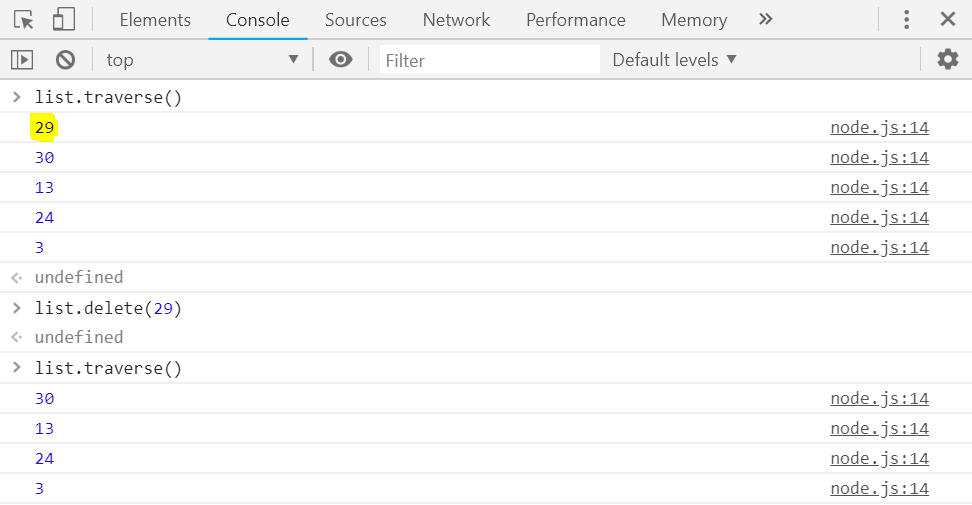 Elements Console Sources Network Performance Memory »
top ▼ Filter Default levels ▼
> list.traverse()
29 node.js:14
30 node.js:14
13 node.js:14
24 node.js:14
3 node.js:14
undefined
> list.delete(29)
undefined
> list.traverse()
30 node.js:14
13 node.js:14
24 node.js:14
3 node.js:14